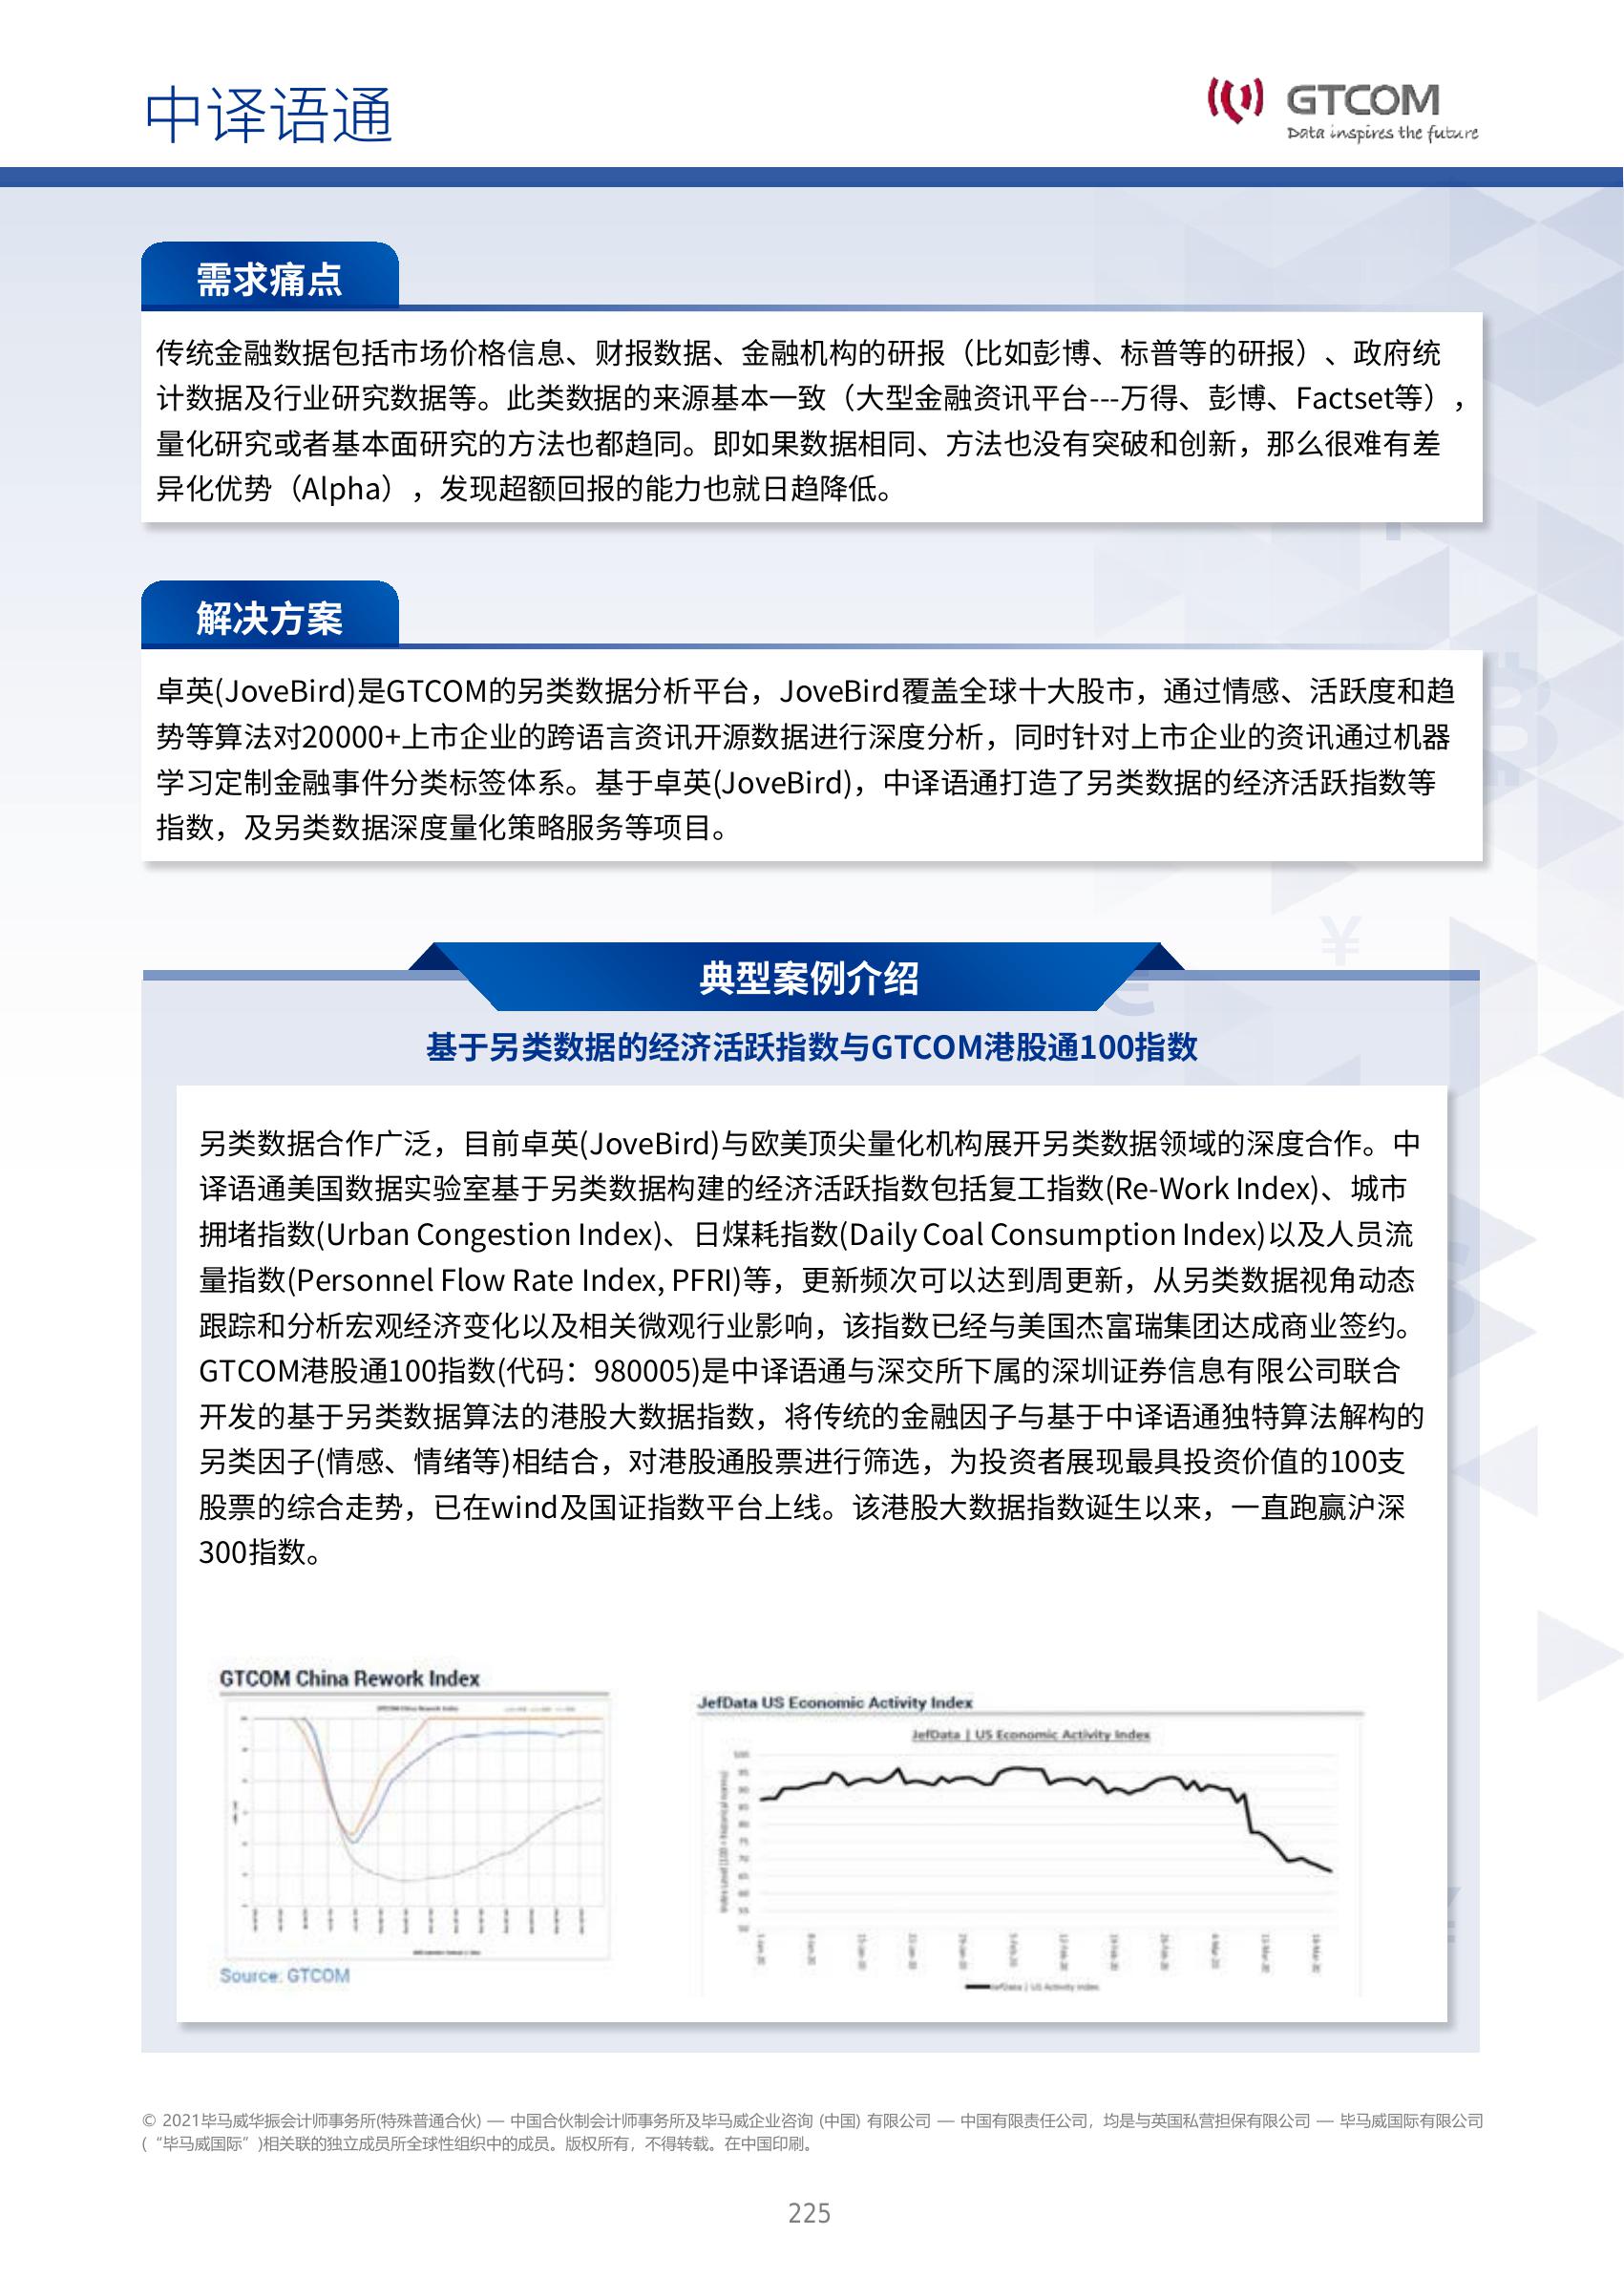 中译语通
GTCOM
Data inspires the future
需求痛点
传统金融数据包括市场价格信息、财报数据、金融机构的研报（比如彭博、标普等的研报）、政府统
计数据及行业研究数据等。此类数据的来源基本一致（大型金融资讯平台---万得、彭博、Factset等），
量化研究或者基本面研究的方法也都趋同。即如果数据相同、方法也没有突破和创新，那么很难有差
异化优势（Alpha），发现超额回报的能力也就日趋降低。
解决方案
卓英(JoveBird)是GTCOM的另类数据分析平台，JoveBird覆盖全球十大股市，通过情感、活跃度和趋
势等算法对20000+上市企业的跨语言资讯开源数据进行深度分析，同时针对上市企业的资讯通过机器
学习定制金融事件分类标签体系。基于卓英(JoveBird)，中译语通打造了另类数据的经济活跃指数等
指数，及另类数据深度量化策略服务等项目。
典型案例介绍
基于另类数据的经济活跃指数与GTCOM港股通100指数
另类数据合作广泛，目前卓英(JoveBird)与欧美顶尖量化机构展开另类数据领域的深度合作。中
译语通美国数据实验室基于另类数据构建的经济活跃指数包括复工指数(Re-Work Index)、城市
拥堵指数(Urban Congestion Index)、日煤耗指数(Daily Coal Consumption Index)以及人员流
量指数(Personnel Flow Rate Index, PFRI)等，更新频次可以达到周更新，从另类数据视角动态
跟踪和分析宏观经济变化以及相关微观行业影响，该指数已经与美国杰富瑞集团达成商业签约。
GTCOM港股通100指数(代码：980005)是中译语通与深交所下属的深圳证券信息有限公司联合
开发的基于另类数据算法的港股大数据指数，将传统的金融因子与基于中译语通独特算法解构的
另类因子(情感、情绪等)相结合，对港股通股票进行筛选，为投资者展现最具投资价值的100支
股票的综合走势，已在wind及国证指数平台上线。该港股大数据指数诞生以来，一直跑赢沪深
300指数。
GTCOM China Rework Index
Source: GTCOM
JefData US Economic Activity Index
JefData | US Economic Activity Index
100
95
90
85
80
75
70
65
60
55
50
JefData | US Activity Index
© 2021毕马威华振会计师事务所(特殊普通合伙) — 中国合伙制会计师事务所及毕马威企业咨询 (中国) 有限公司 — 中国有限责任公司，均是与英国私营担保有限公司 — 毕马威国际有限公司
(“毕马威国际”)相关联的独立成员所全球性组织中的成员。版权所有，不得转载。在中国印刷。
225